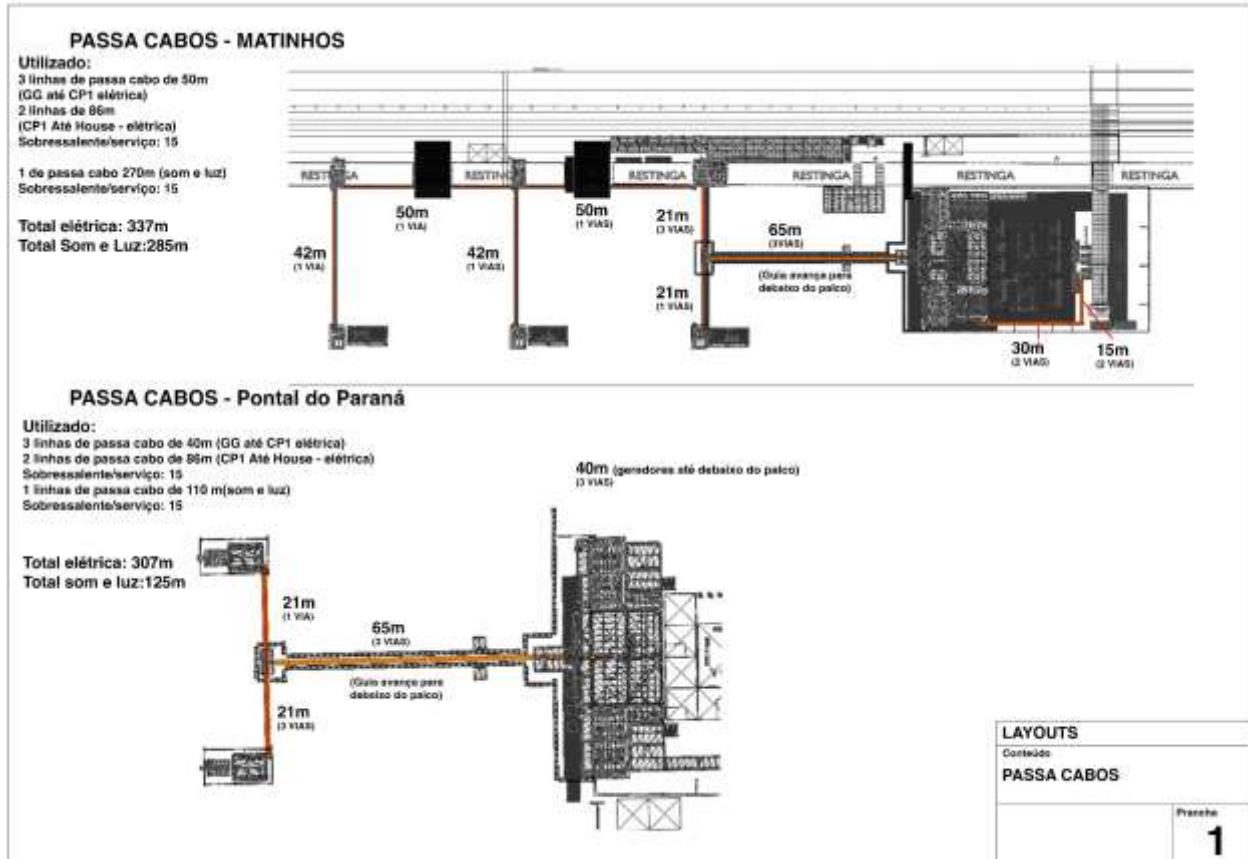 PASSA CABOS - MATINHOS
Utilizado:
3 linhas de passa cabo de 50m
(GG até CP1 elétrica)
2 linhas de 86m
(CP1 Até House - elétrica)
Sobressalente/serviço: 15
1 de passa cabo 270m (som e luz)
Sobressalente/serviço: 15
Total elétrica: 337m
Total Som e Luz:285m
RESTINGA
RESTINGA
RESTINGA
RESTINGA
RESTINGA
RESTINGA
50m
(1 VIA)
50m
(1 VIAS)
21m
(3 VIAS)
65m
(3VIAS)
42m
(1 VIA)
42m
(1 VIAS)
(Guia avança para
debaixo do palco)
21m
(1 VIAS)
30m
(2 VIAS)
15m
(2 VIAS)
PASSA CABOS - Pontal do Paraná
Utilizado:
3 linhas de passa cabo de 40m (GG até CP1 elétrica)
2 linhas de passa cabo de 86m (CP1 Até House - elétrica)
Sobressalente/serviço: 15
1 linhas de passa cabo de 110 m(som e luz)
Sobressalente/serviço: 15
40m (geredores até debaixo do palco)
(3 VIAS)
Total elétrica: 307m
Total som e luz:125m
21m
(1 VIA)
65m
(3 VIAS)
(Guia avança para
debaixo do palco)
21m
(3 VIAS)
LAYOUTS
Conteúdo
PASSA CABOS
Prancha
1